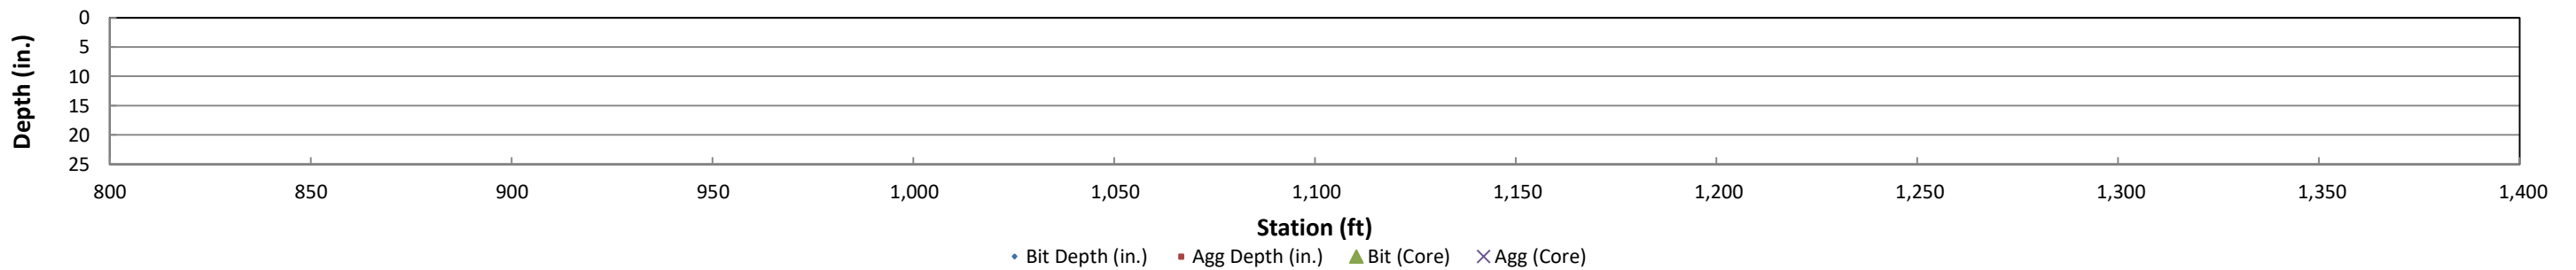 Depth (in.)
0
5
10
15
20
25
800 850 900 950 1,000 1,050 1,100 1,150 1,200 1,250 1,300 1,350 1,400
Station (ft)
Bit Depth (in.) Agg Depth (in.) Bit (Core) Agg (Core)